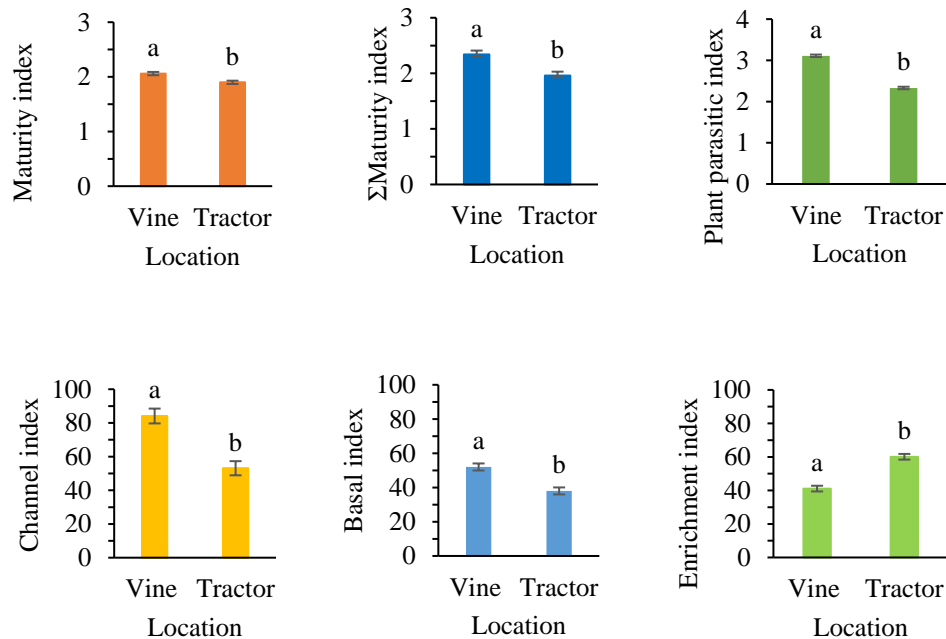 Maturity index
3
2
1
0
a
b
Vine Tractor
Location
ΣMaturity index
3
2
1
0
a
b
Vine Tractor
Location
Plant parasitic index
4
3
2
1
0
a
b
Vine Tractor
Location
Channel index
100
80
60
40
20
0
a
b
Vine Tractor
Location
Basal index
100
80
60
40
20
0
a
b
Vine Tractor
Location
Enrichment index
100
80
60
40
20
0
a
b
Vine Tractor
Location